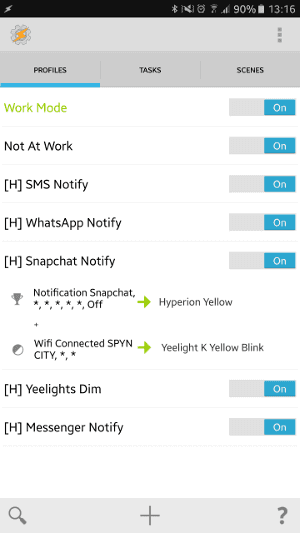 90% 13:16
PROFILES TASKS SCENES
Work Mode On
Not At Work On
[H] SMS Notify On
[H] WhatsApp Notify On
[H] Snapchat Notify On
Notification Snapchat,
*, *, *, *, *, Off
Hyperion Yellow
+
Wifi Connected SPYN
CITY, *, *
Yeelight K Yellow Blink
[H] Yeelights Dim On
[H] Messenger Notify On
?